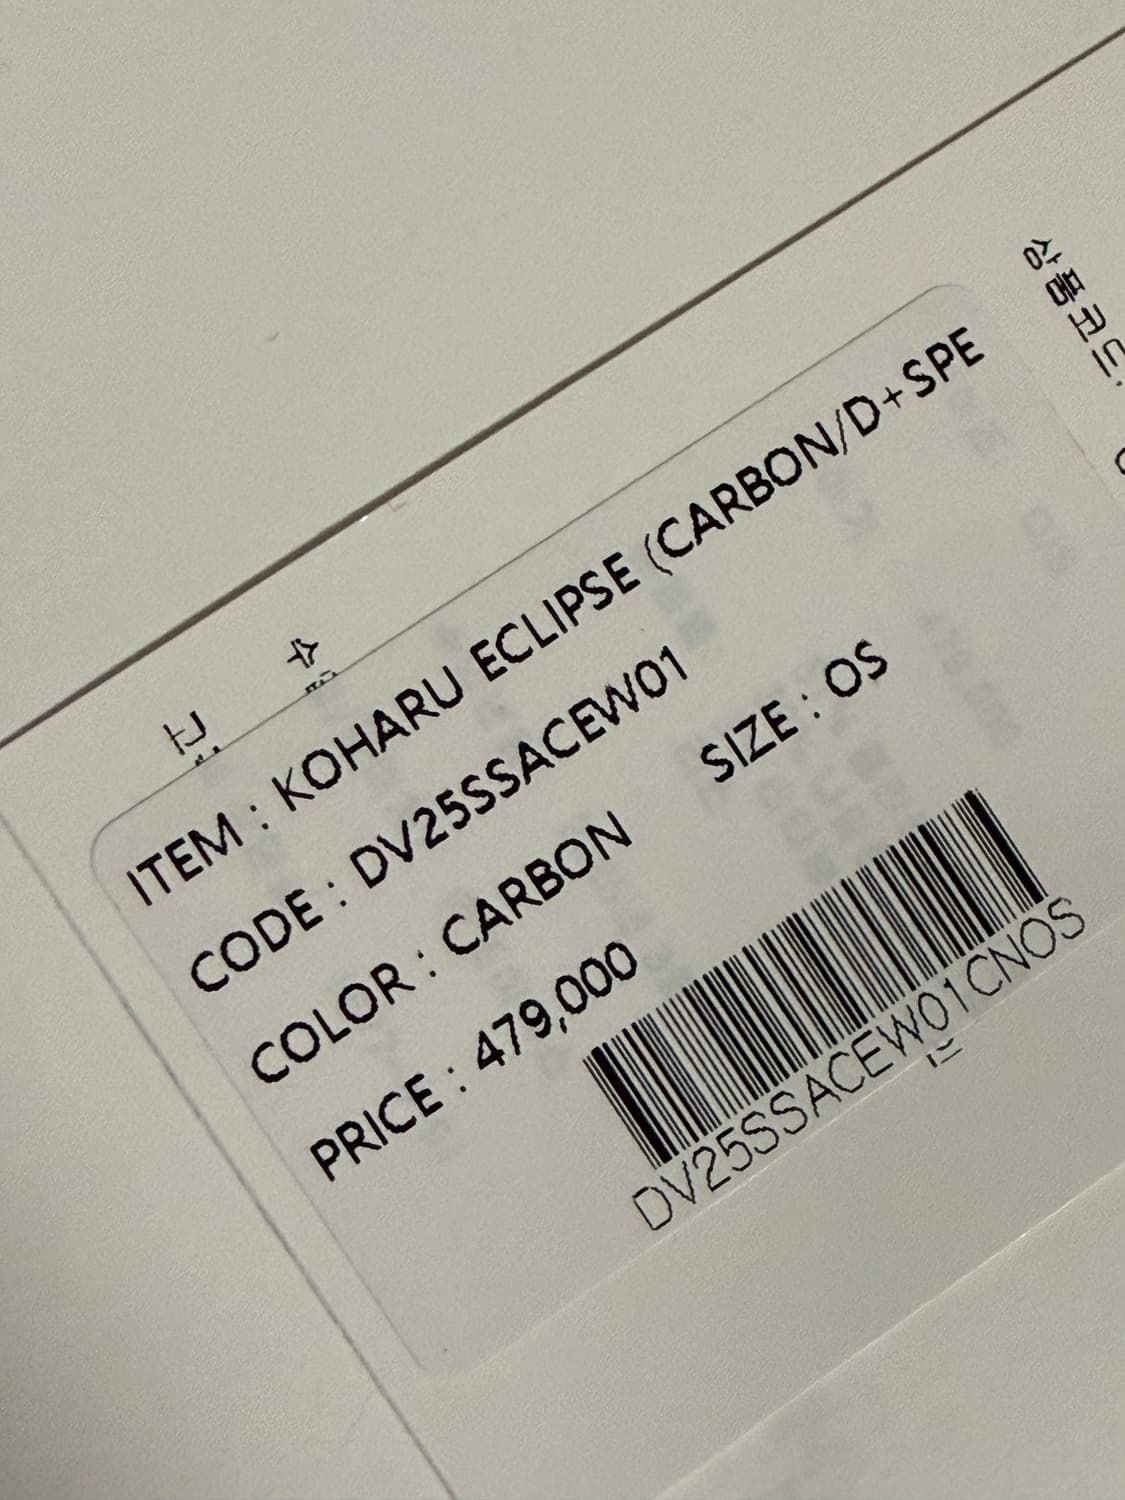 ITEM : KOHARU ECLIPSE (CARBON/D+SPE
CODE : DV25SSACEW01
COLOR : CARBON SIZE : OS
PRICE : 479,000
DV25SSACEW01CNOS
상품코드: